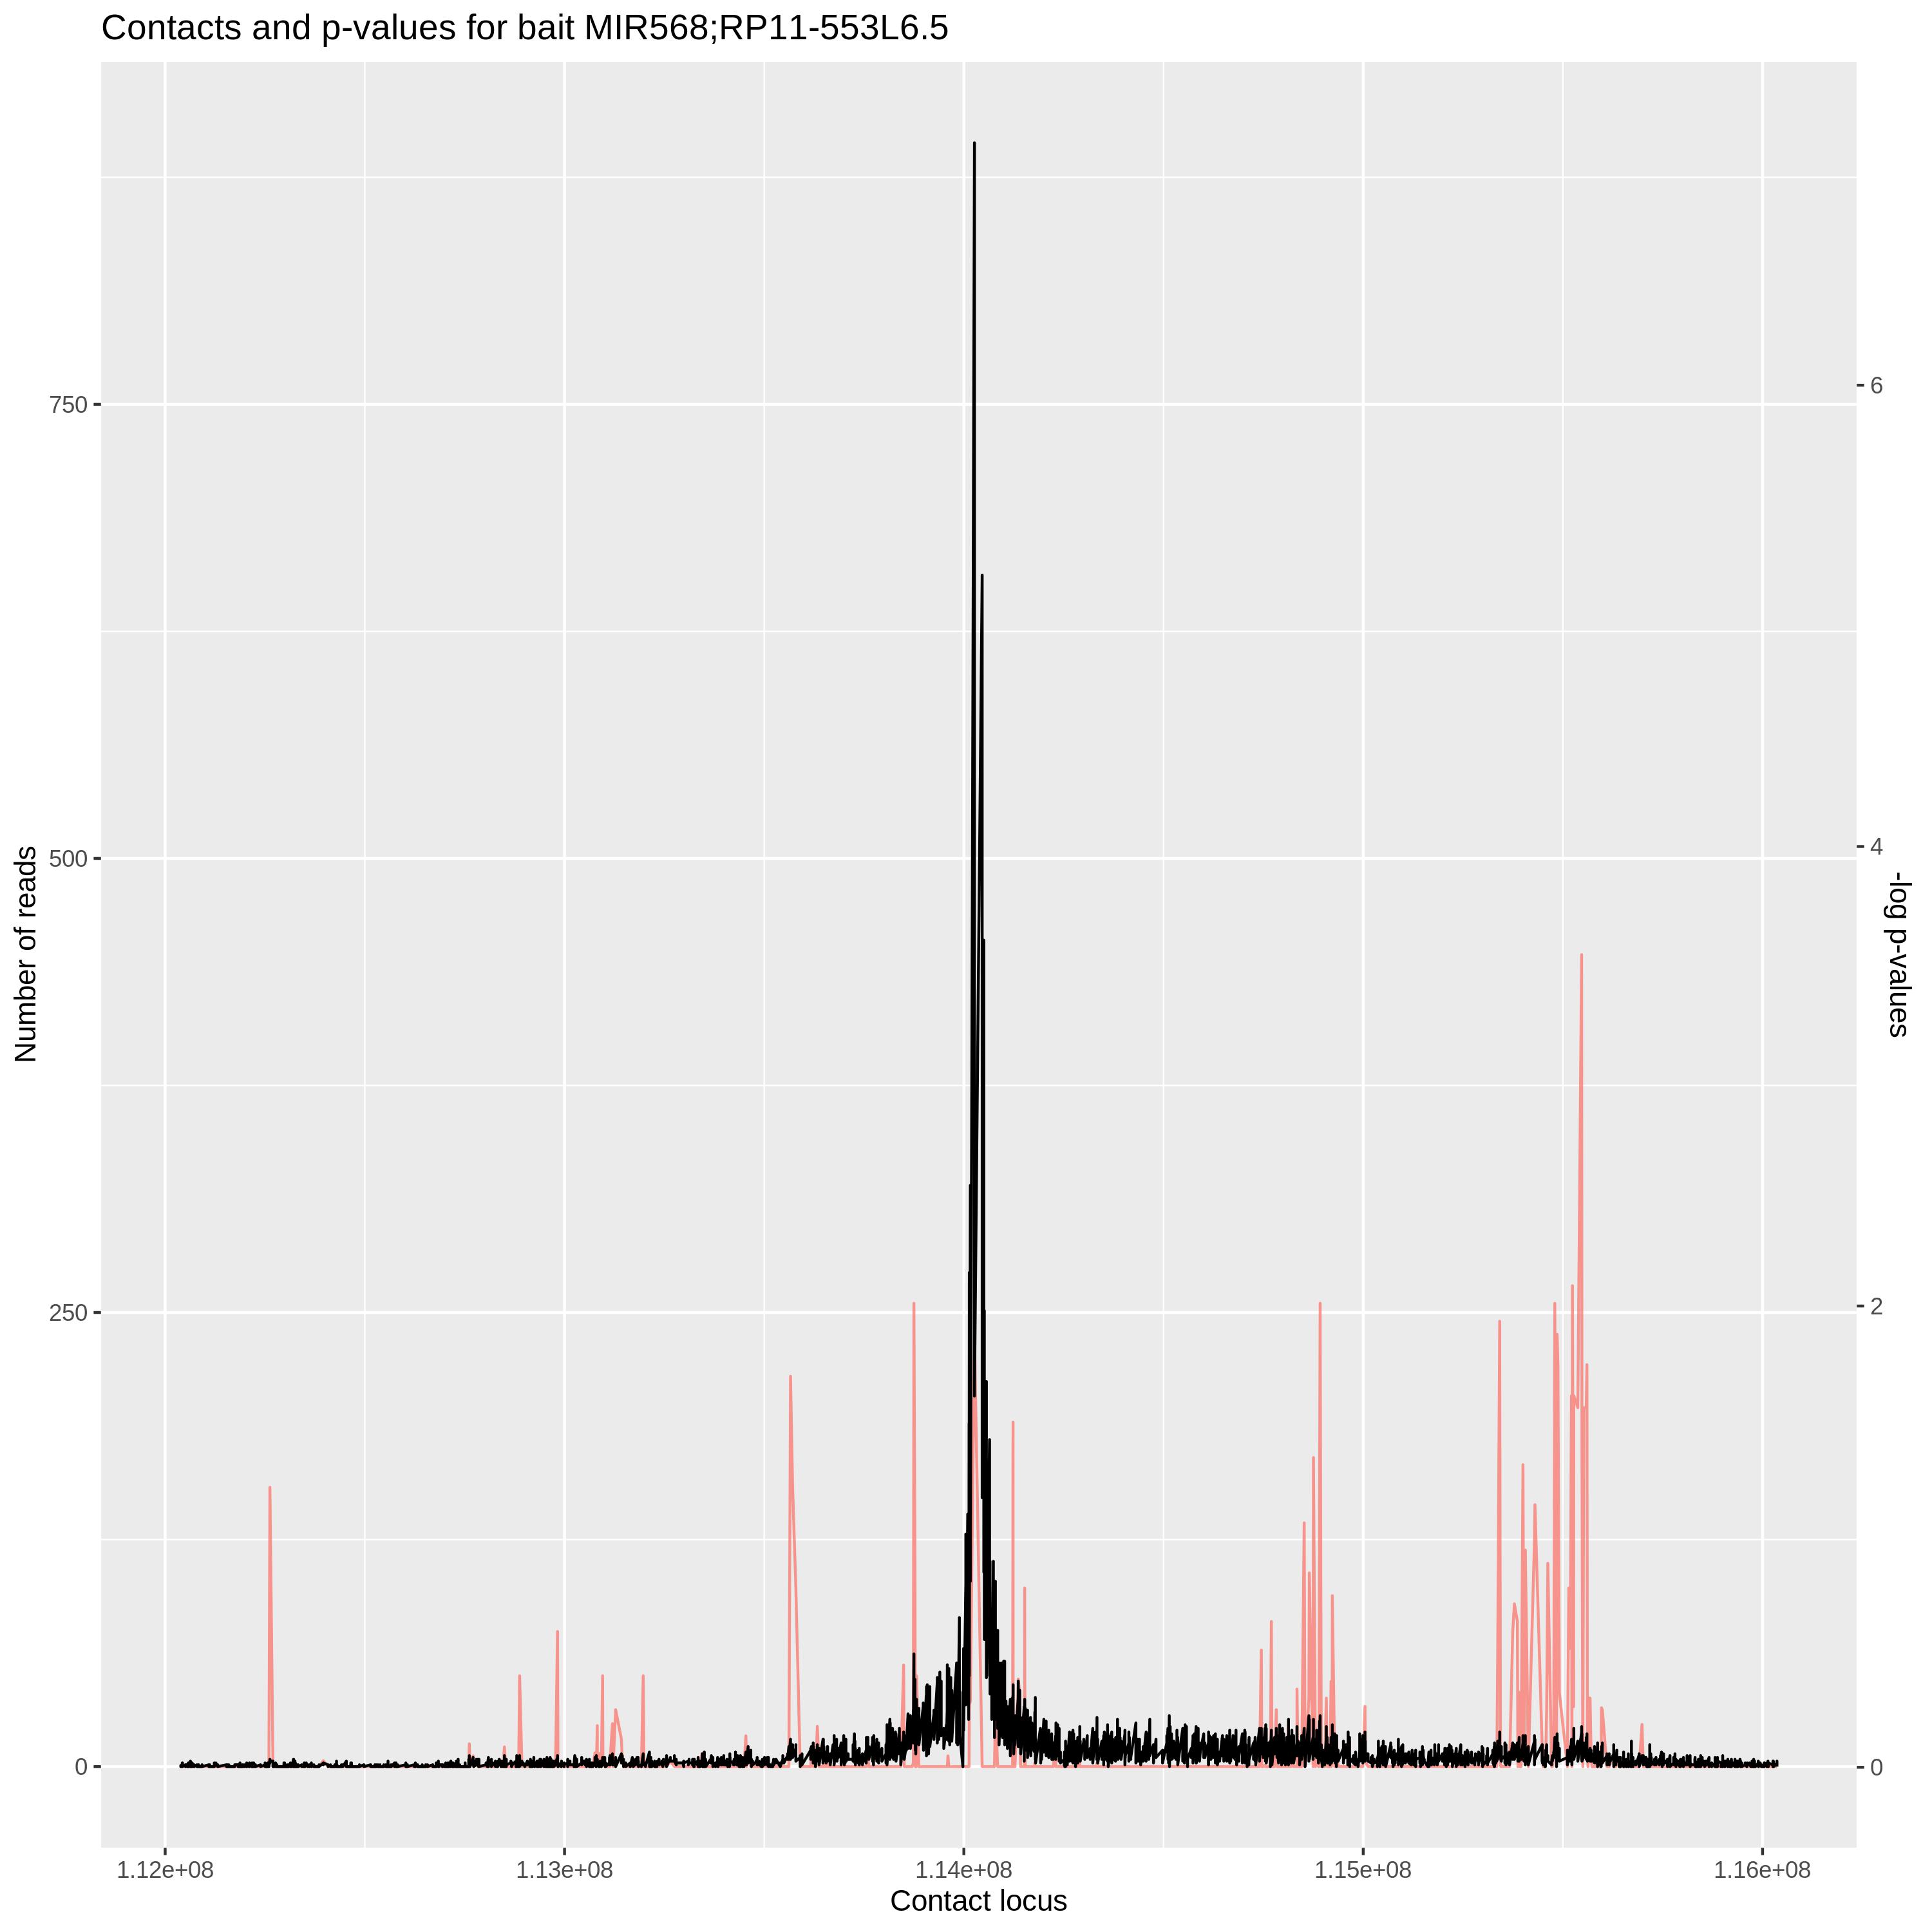 Contacts and p-values for bait MIR568;RP11-553L6.5
750
500
250
0
Number of reads
6
4
2
0
-log p-values
1.12e+08
1.13e+08
1.14e+08
1.15e+08
1.16e+08
Contact locus